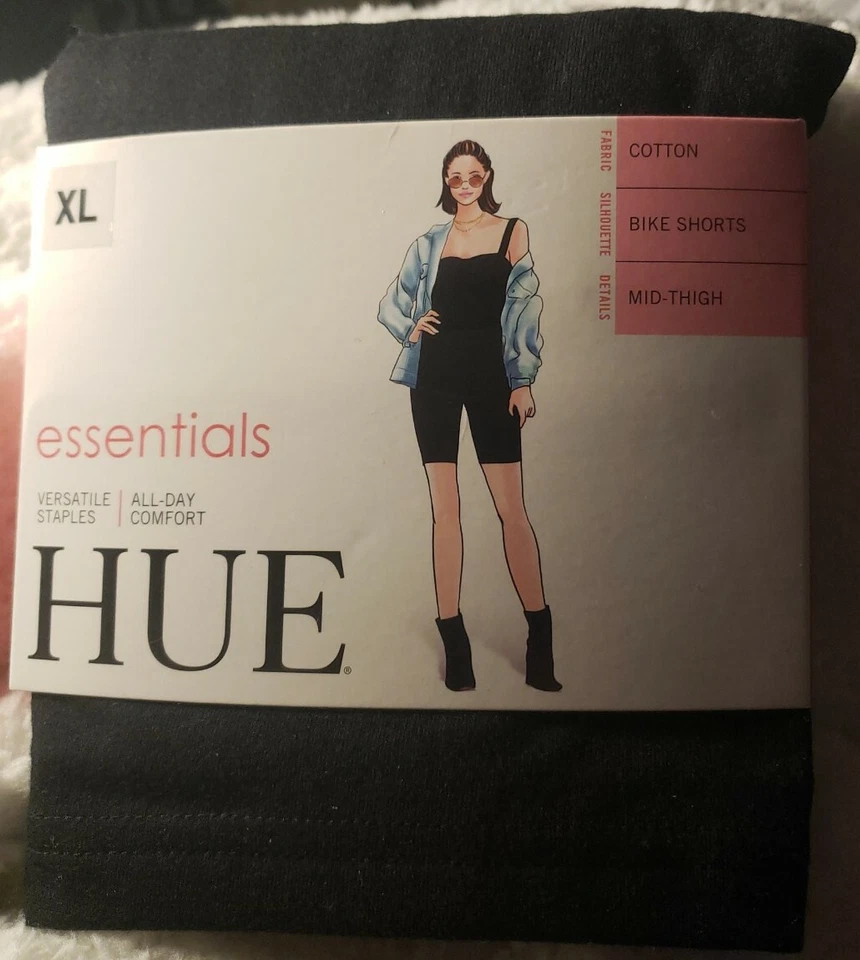 XL
FABRIC
COTTON
SILHOUETTE
BIKE SHORTS
DETAILS
MID-THIGH
essentials
VERSATILE STAPLES
ALL-DAY COMFORT
HUE®